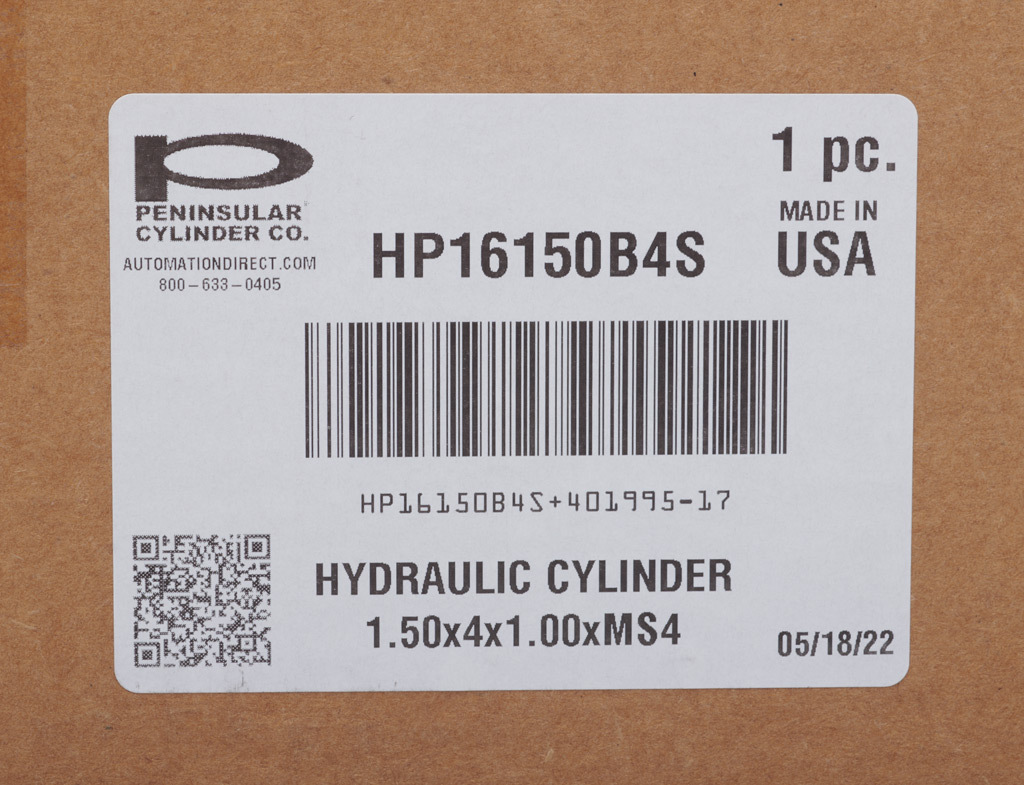 1 pc.
PENINSULAR
CYLINDER CO.
MADE IN
USA
HP16150B4S
AUTOMATIONDIRECT.COM
800-633-0405
HP16150B4S+401995-17
HYDRAULIC CYLINDER
1.50x4x1.00xMS4
05/18/22